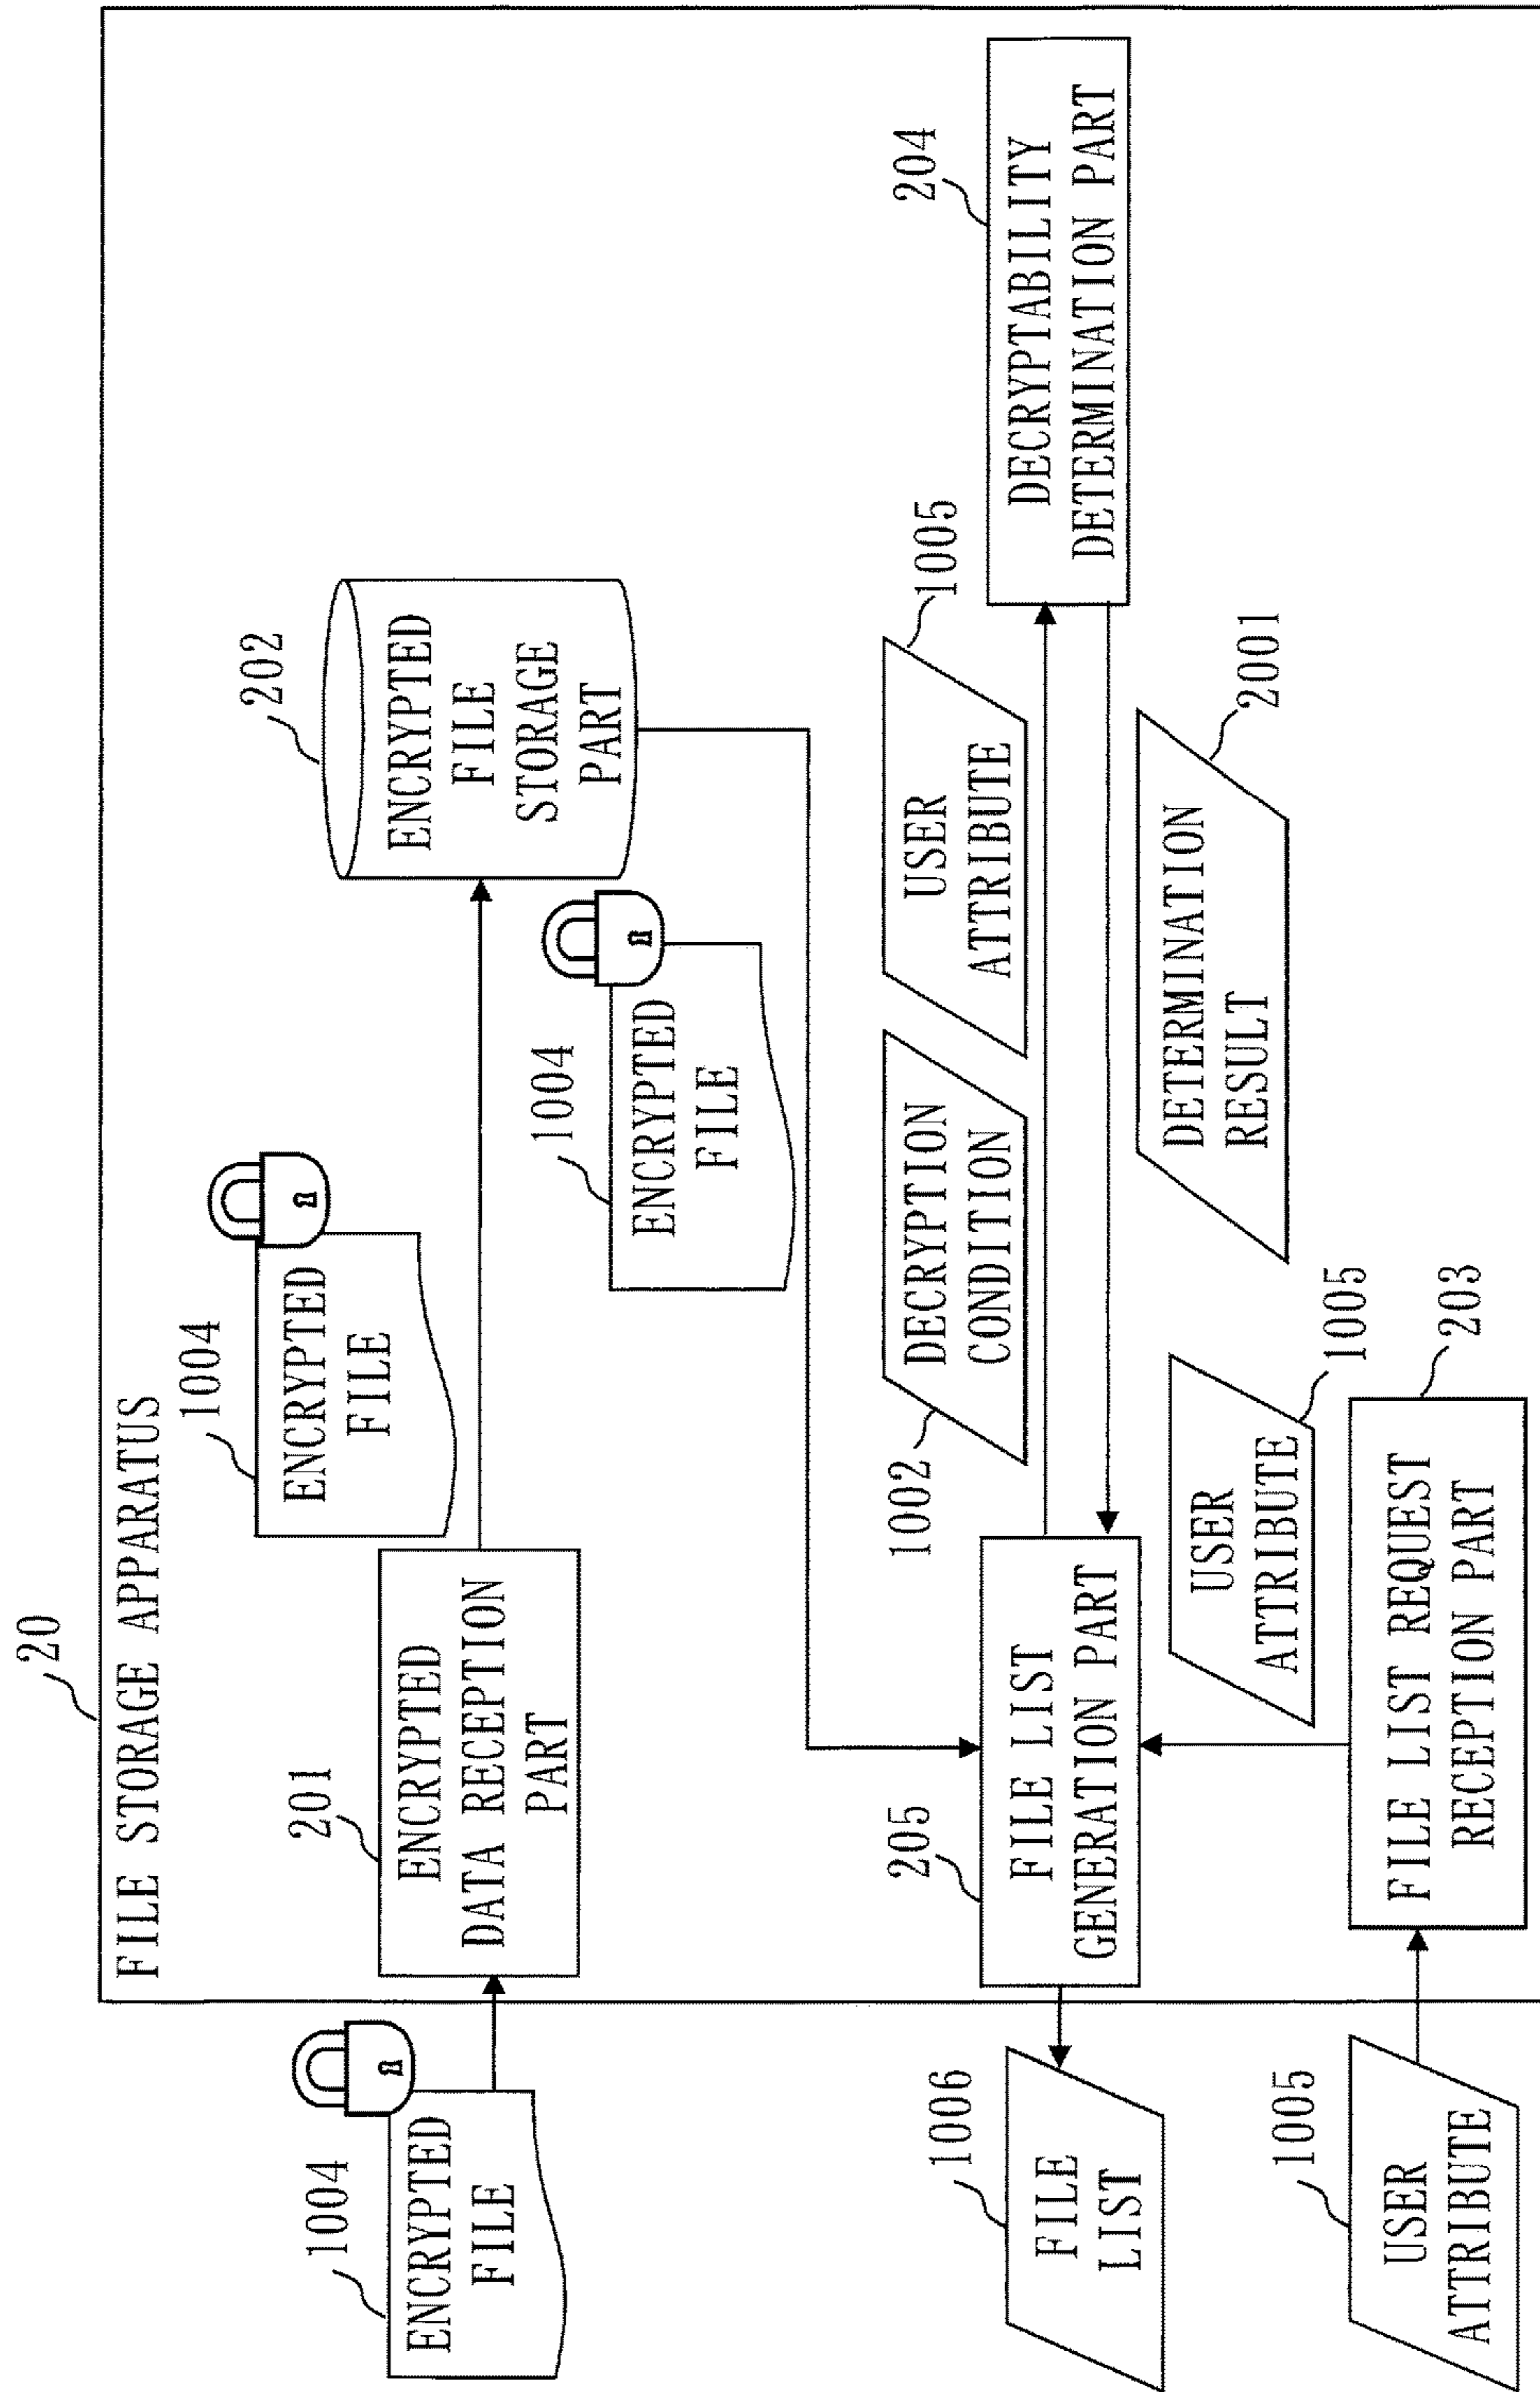 20
FILE STORAGE APPARATUS
1004
ENCRYPTED
FILE
1004
ENCRYPTED
FILE
201
ENCRYPTED
DATA RECEPTION
PART
202
ENCRYPTED
FILE
STORAGE
PART
1004
ENCRYPTED
FILE
1006
FILE
LIST
205
FILE LIST
GENERATION PART
1002
DECRYPTION
CONDITION
1005
USER
ATTRIBUTE
204
DECRYPTABILITY
DETERMINATION PART
2001
DETERMINATION
RESULT
1005
USER
ATTRIBUTE
1005
USER
ATTRIBUTE
203
FILE LIST REQUEST
RECEPTION PART